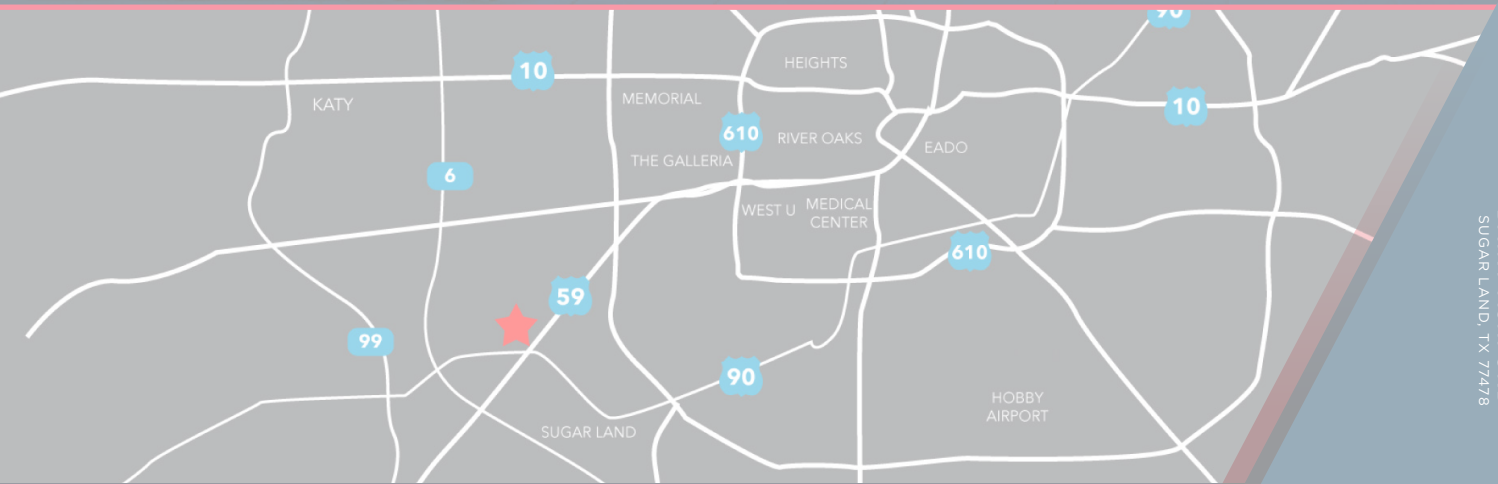 90
HEIGHTS
10
KATY
MEMORIAL
10
610
RIVER OAKS
EADO
THE GALLERIA
6
WEST U
MEDICAL
CENTER
610
59
99
90
HOBBY
AIRPORT
SUGAR LAND
SUGAR LAND, TX 77478